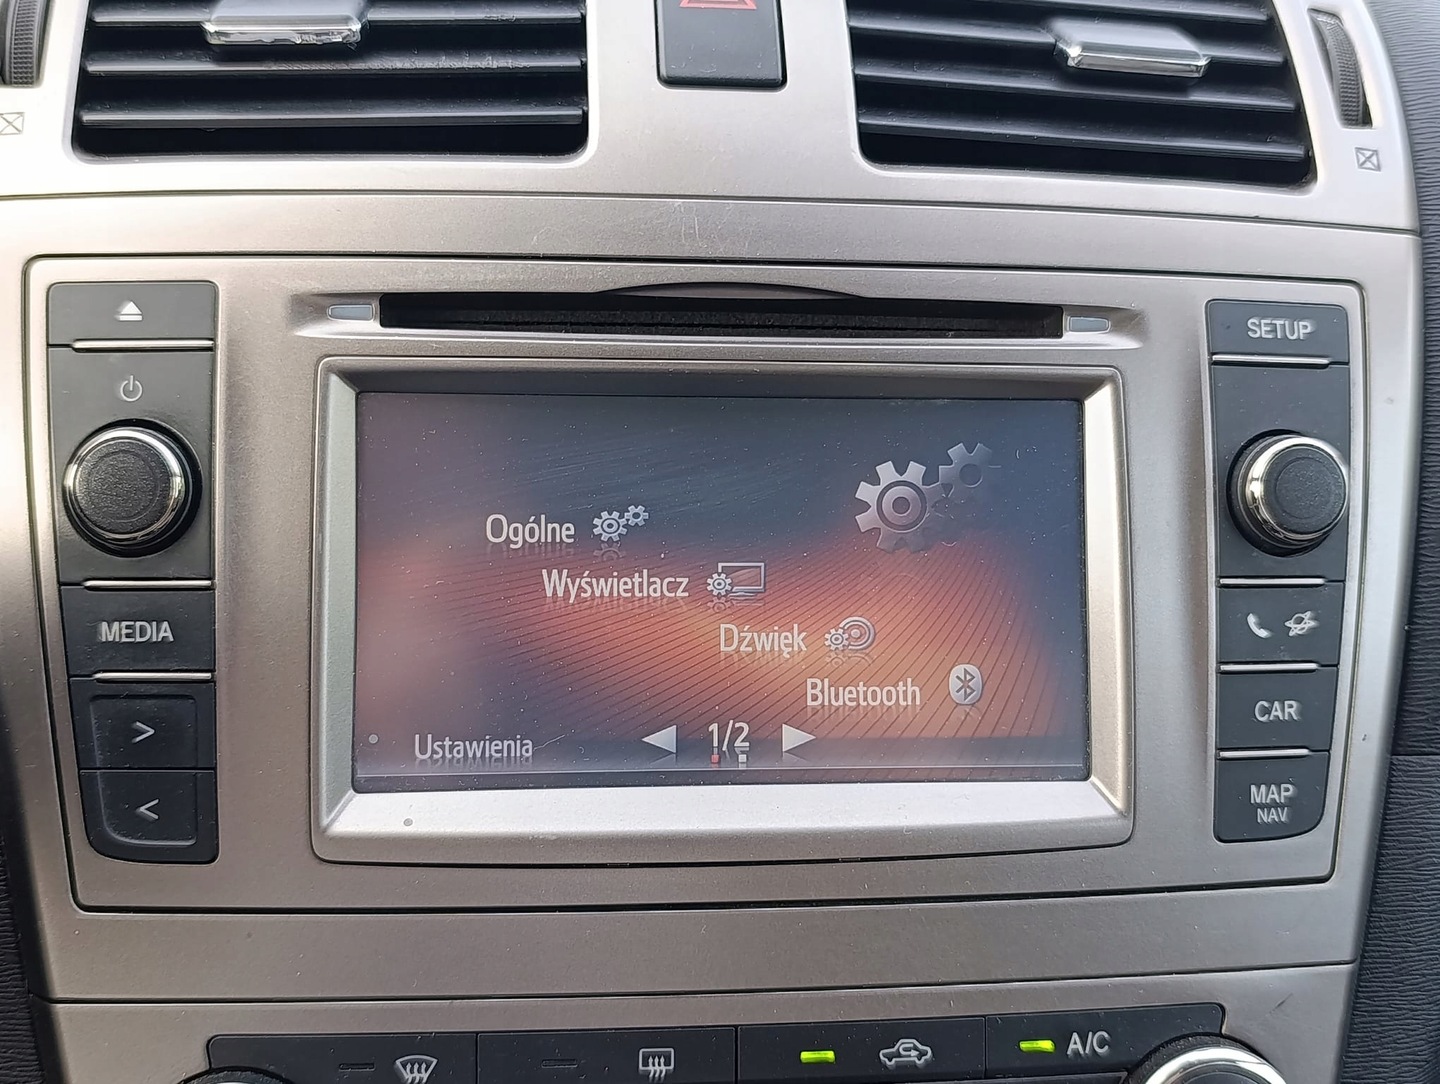 SETUP
MEDIA
CAR
MAP
NAV
Ogólne
Wyświetlacz
Dźwięk
Bluetooth
Ustawienia
1/2
A/C